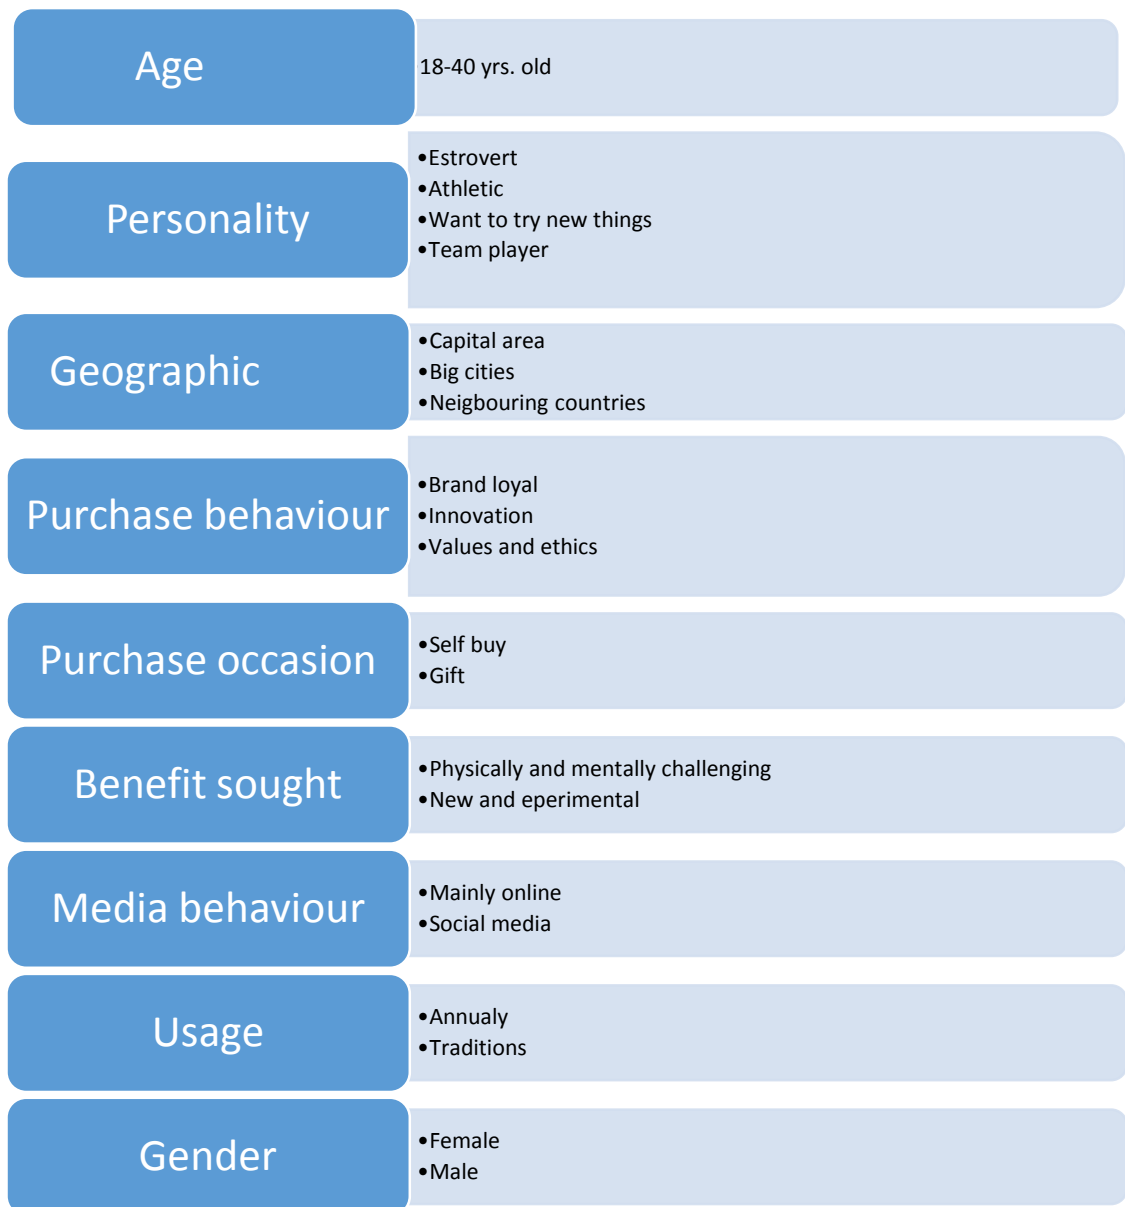 Age
18-40 yrs. old
Personality
•Estrovert
•Athletic
•Want to try new things
•Team player
Geographic
•Capital area
•Big cities
•Neigbouring countries
Purchase behaviour
•Brand loyal
•Innovation
•Values and ethics
Purchase occasion
•Self buy
•Gift
Benefit sought
•Physically and mentally challenging
•New and eperimental
Media behaviour
•Mainly online
•Social media
Usage
•Annualy
•Traditions
Gender
•Female
•Male